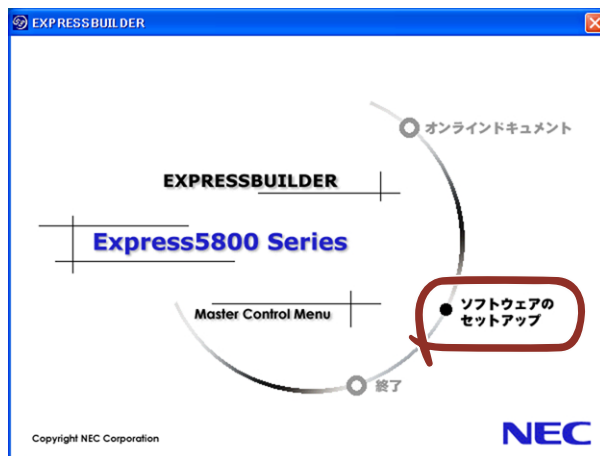 EXPRESSBUILDER
オンラインドキュメント
EXPRESSBUILDER
Express5800 Series
ソフトウェアの
セットアップ
Master Control Menu
終了
Copyright NEC Corporation
NEC